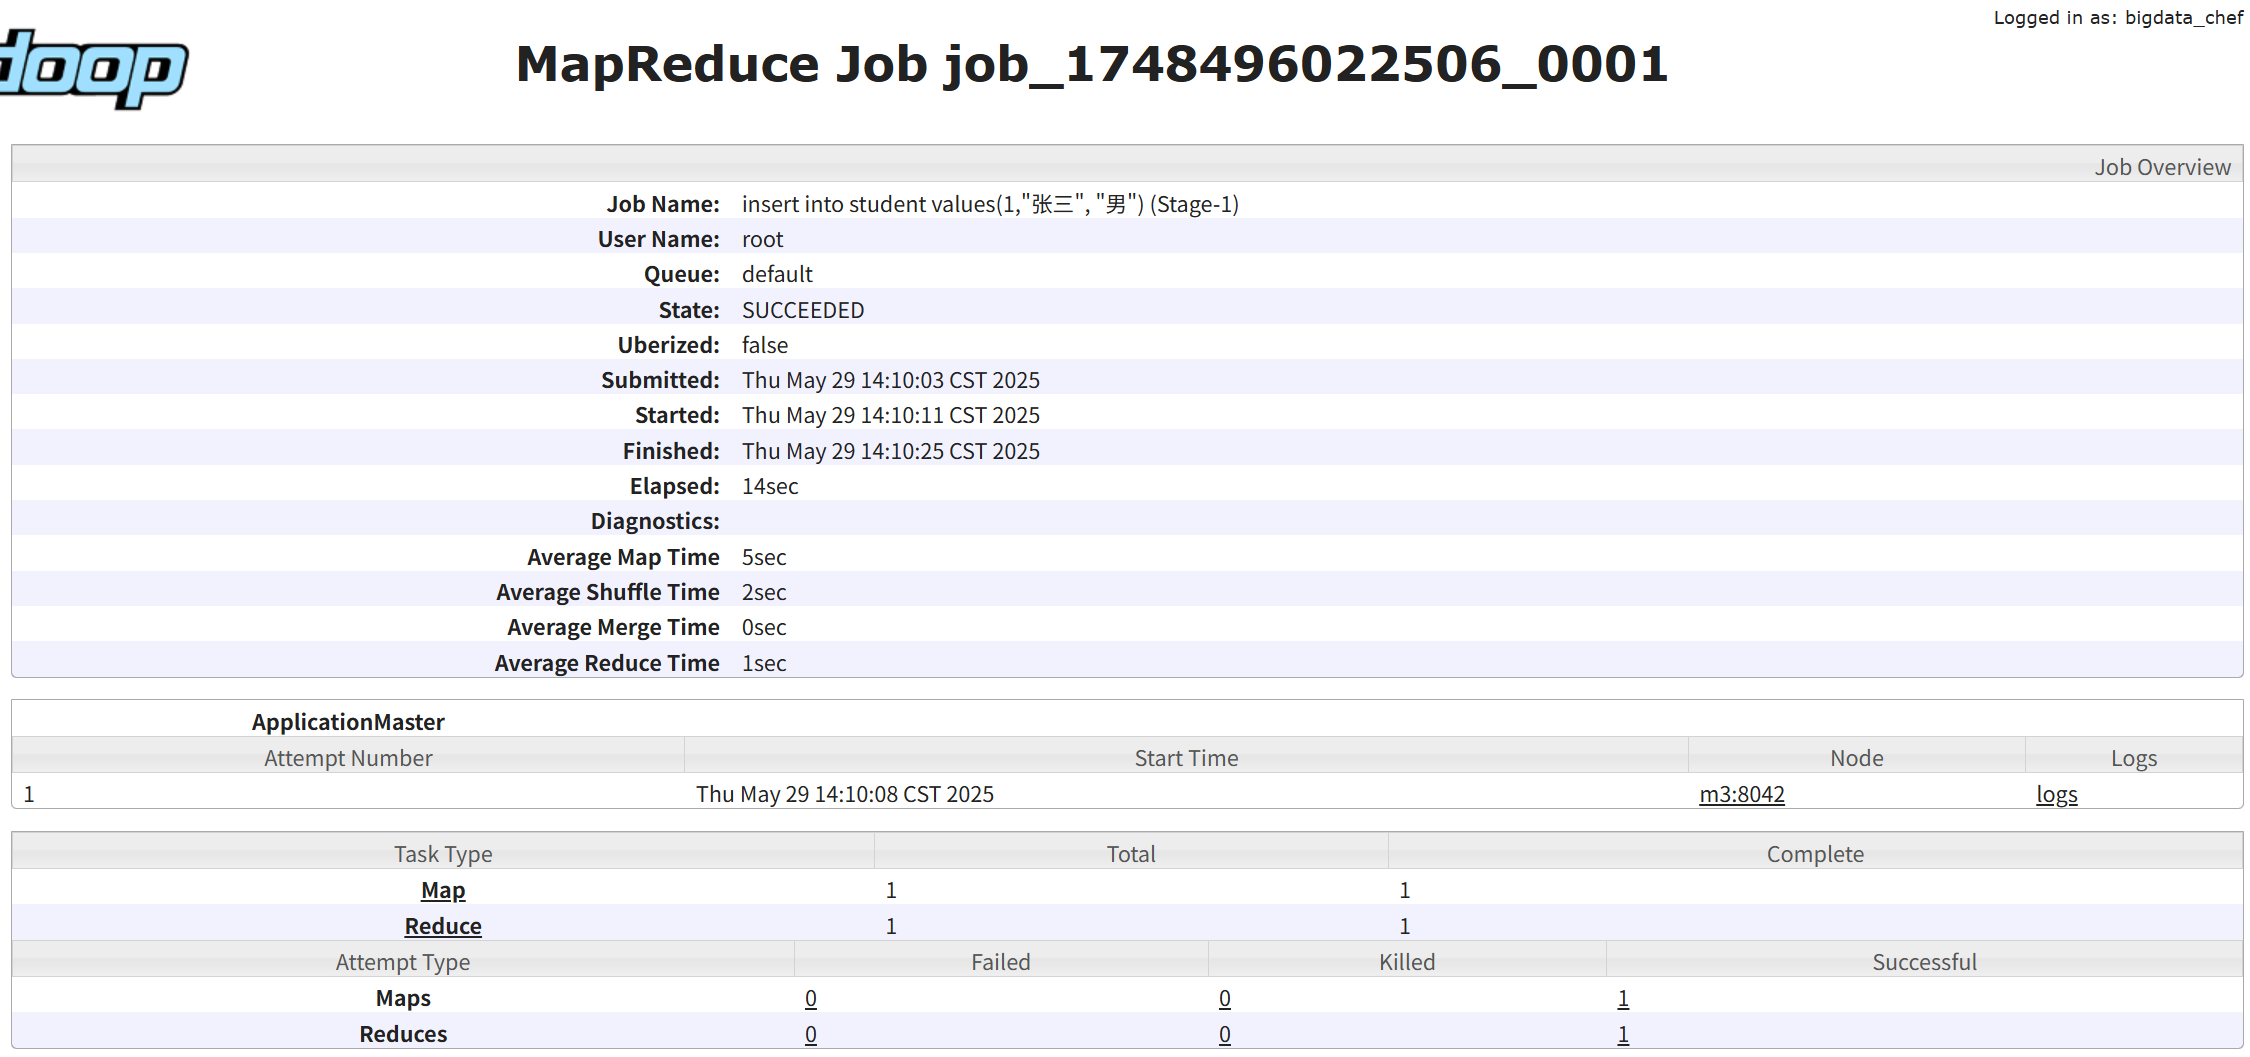 Logged in as: bigdata_chef
doop
MapReduce Job job_1748496022506_0001
Job Overview
Job Name: insert into student values(1,"张三", "男") (Stage-1)
User Name: root
Queue: default
State: SUCCEEDED
Uberized: false
Submitted: Thu May 29 14:10:03 CST 2025
Started: Thu May 29 14:10:11 CST 2025
Finished: Thu May 29 14:10:25 CST 2025
Elapsed: 14sec
Diagnostics:
Average Map Time 5sec
Average Shuffle Time 2sec
Average Merge Time 0sec
Average Reduce Time 1sec
ApplicationMaster
Attempt Number Start Time Node Logs
1 Thu May 29 14:10:08 CST 2025 m3:8042 logs
Task Type Total Complete
Map 1 1
Reduce 1 1
Attempt Type Failed Killed Successful
Maps 0 0 1
Reduces 0 0 1